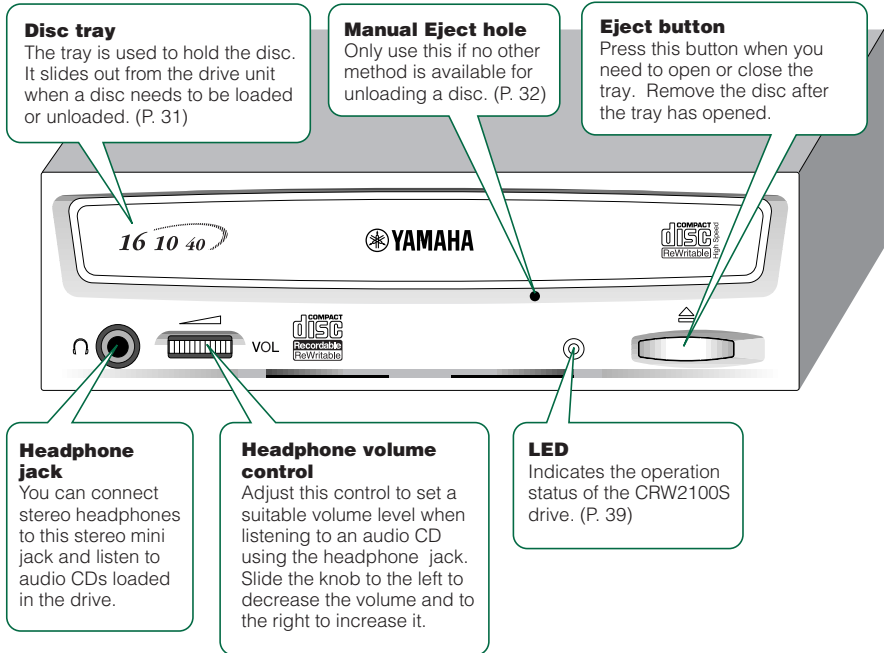 Disc tray
The tray is used to hold the disc.
It slides out from the drive unit
when a disc needs to be loaded
or unloaded. (P. 31)
Manual Eject hole
Only use this if no other
method is available for
unloading a disc. (P. 32)
Eject button
Press this button when you
need to open or close the
tray. Remove the disc after
the tray has opened.
16 10 40
YAMAHA
COMPACT
disc
ReWritable
High Speed
VOL
COMPACT
disc
Recordable
ReWritable
Headphone
jack
You can connect
stereo headphones
to this stereo mini
jack and listen to
audio CDs loaded
in the drive.
Headphone volume
control
Adjust this control to set a
suitable volume level when
listening to an audio CD
using the headphone jack.
Slide the knob to the left to
decrease the volume and to
the right to increase it.
LED
Indicates the operation
status of the CRW2100S
drive. (P. 39)